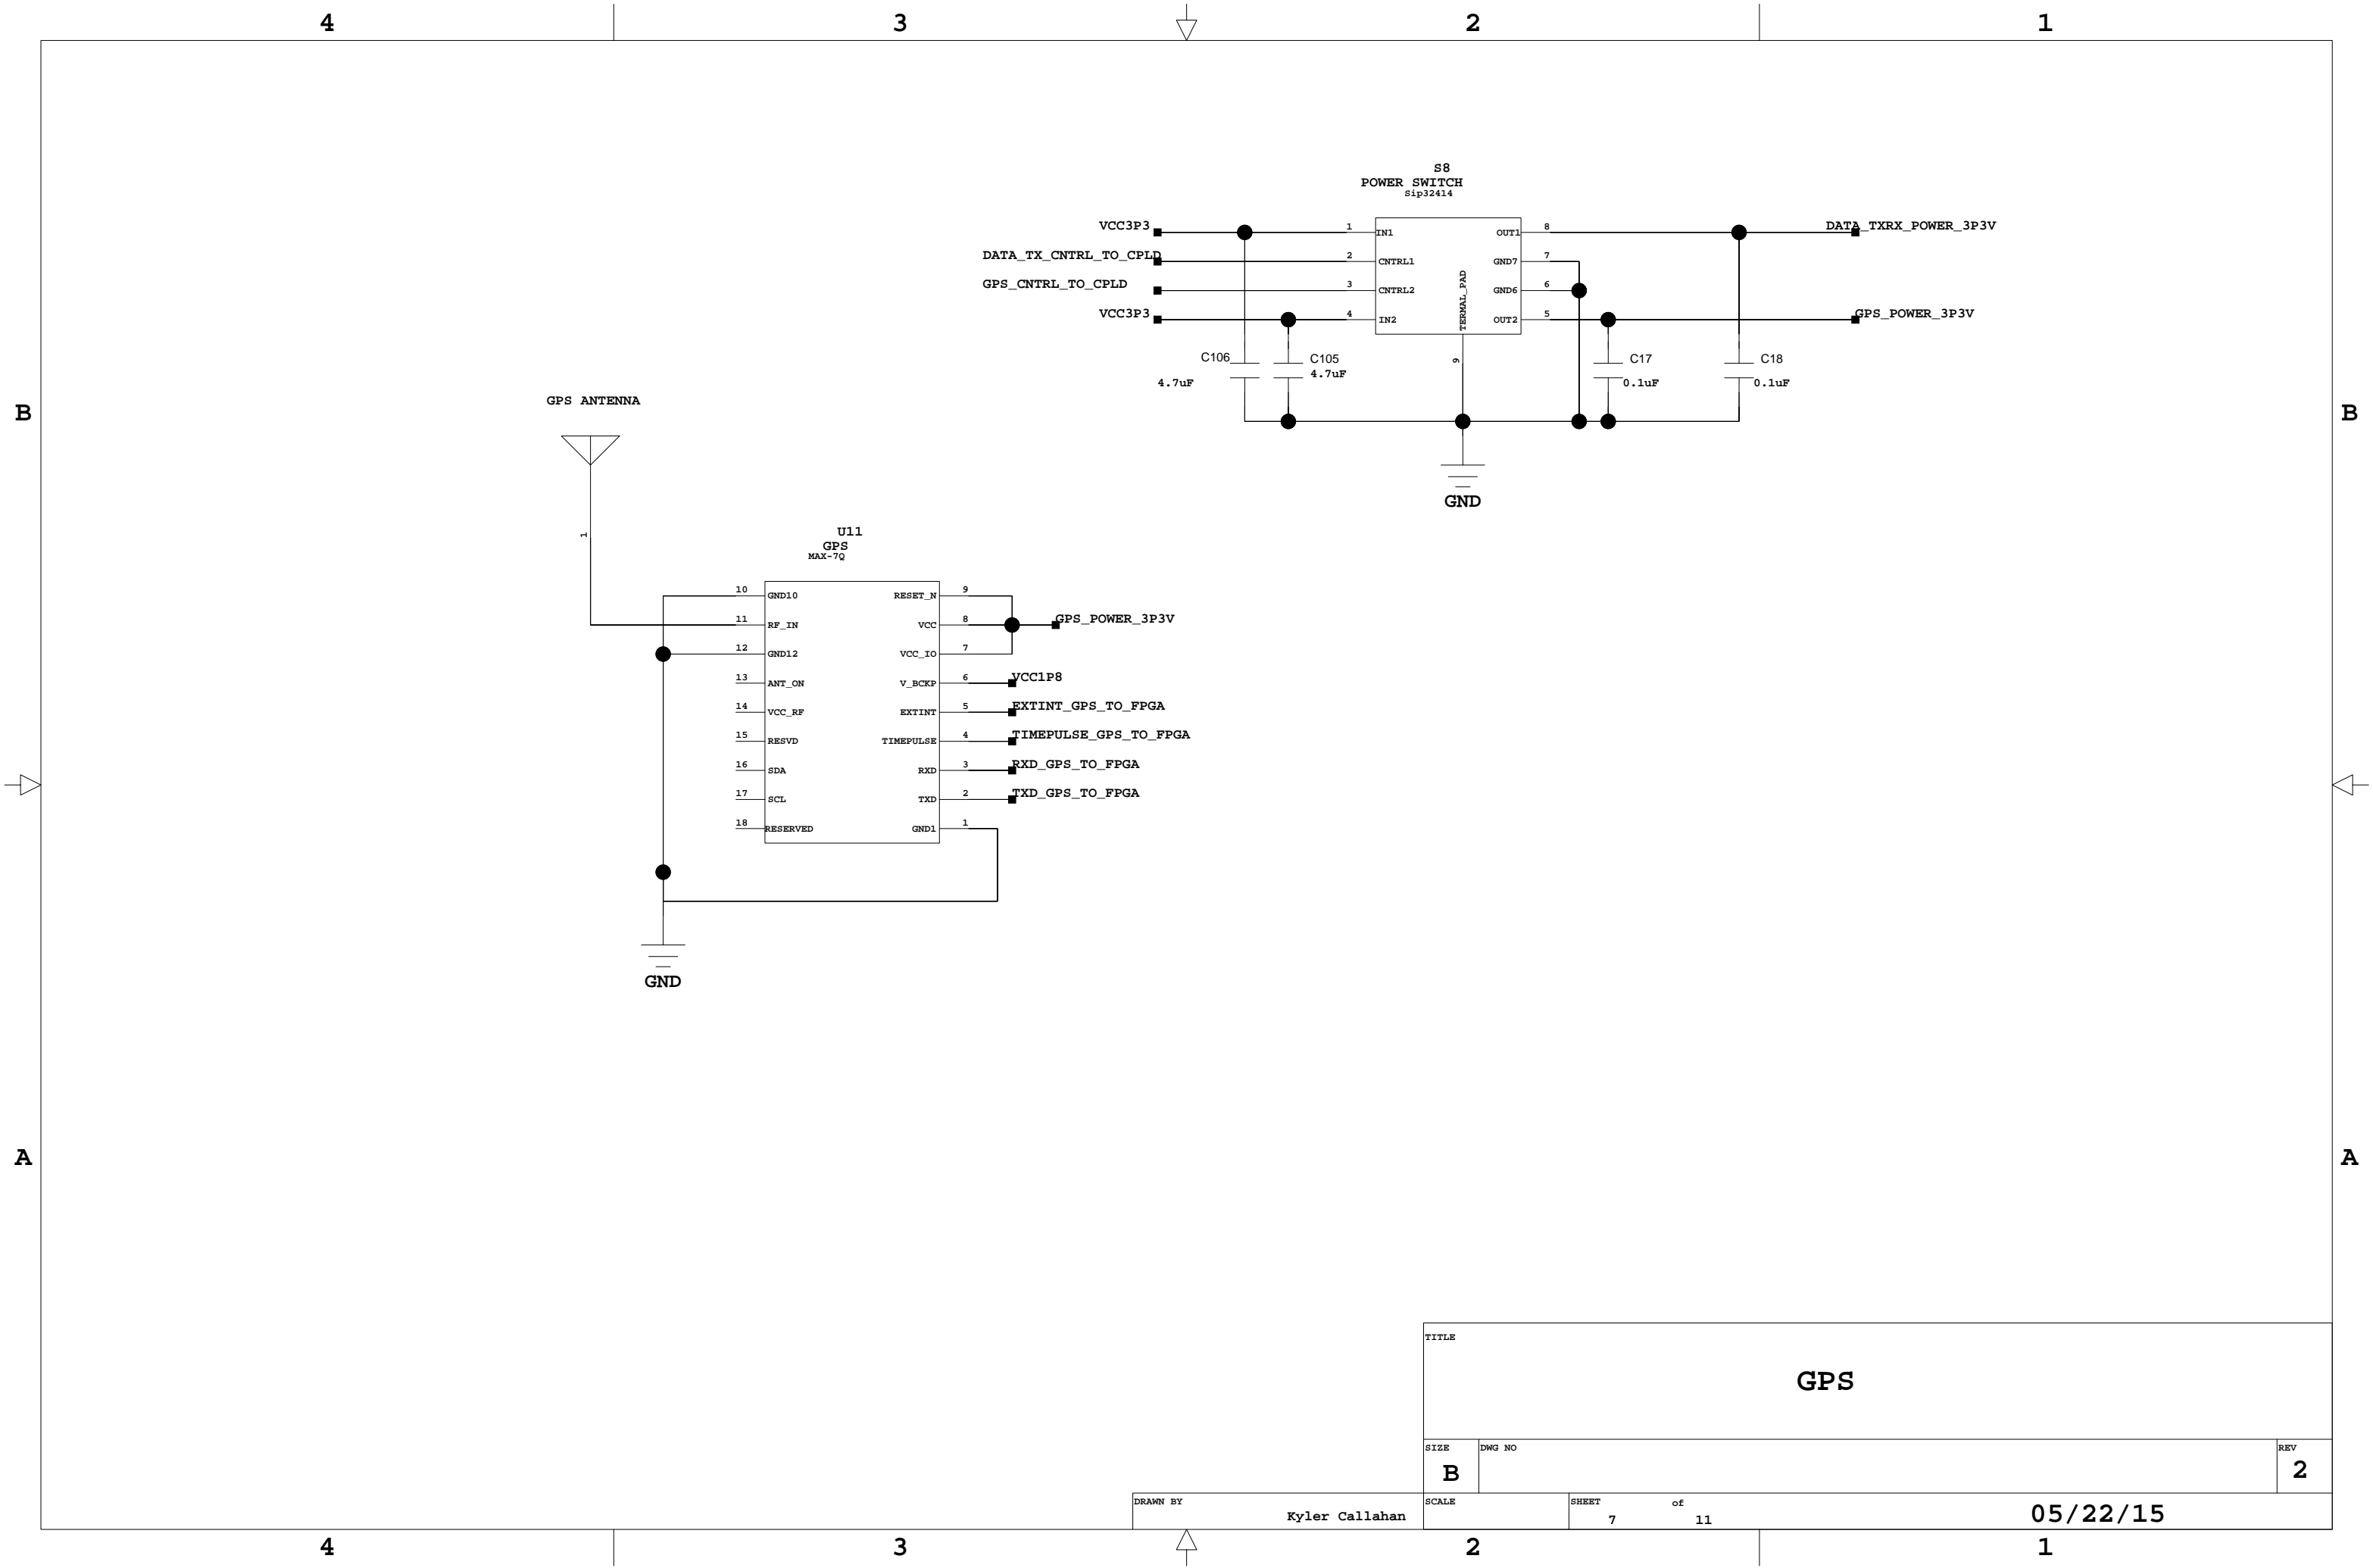 4 3 2 1
S8
POWER SWITCH
Sip32414
VCC3P3 1 IN1 OUT1 8 DATA_TXRX_POWER_3P3V
DATA_TX_CNTRL_TO_CPLD 2 CNTRL1 GND7 7
GPS_CNTRL_TO_CPLD 3 CNTRL2 GND6 6
VCC3P3 4 IN2 OUT2 5 GPS_POWER_3P3V
TERMAL_PAD
9
C106 C105 C17 C18
4.7uF 4.7uF 0.1uF 0.1uF
B B
GPS ANTENNA
GND
1
U11
GPS
MAX-7Q
10 GND10 RESET_N 9
11 RF_IN VCC 8 GPS_POWER_3P3V
12 GND12 VCC_IO 7
13 ANT_ON V_BCKP 6 VCC1P8
14 VCC_RF EXTINT 5 EXTINT_GPS_TO_FPGA
15 RESVD TIMEPULSE 4 TIMEPULSE_GPS_TO_FPGA
16 SDA RXD 3 RXD_GPS_TO_FPGA
17 SCL TXD 2 TXD_GPS_TO_FPGA
18 RESERVED GND1 1
GND
A A
TITLE
GPS
SIZE DWG NO REV
B 2
DRAWN BY SCALE SHEET of
Kyler Callahan 7 11 05/22/15
4 3 2 1